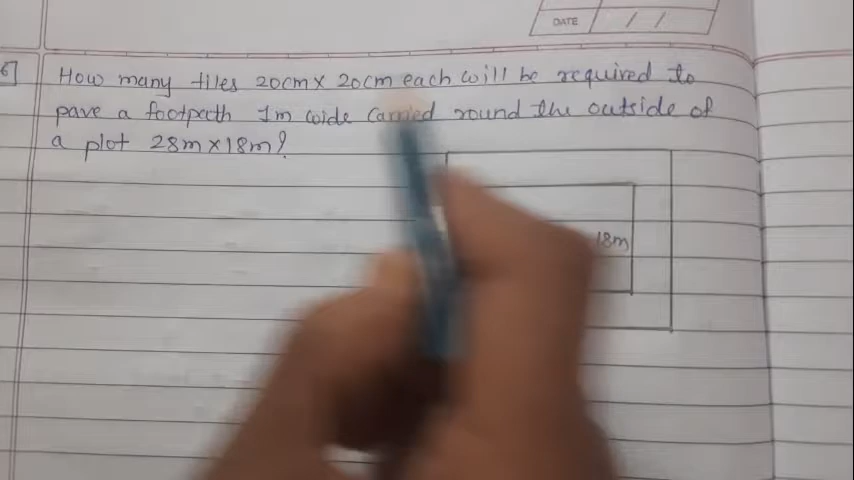 DATE / /
6] How many tiles 20cm x 20cm each will be required to
pave a footpath 1m wide carried round the outside of
a plot 28m x 18m?
18m